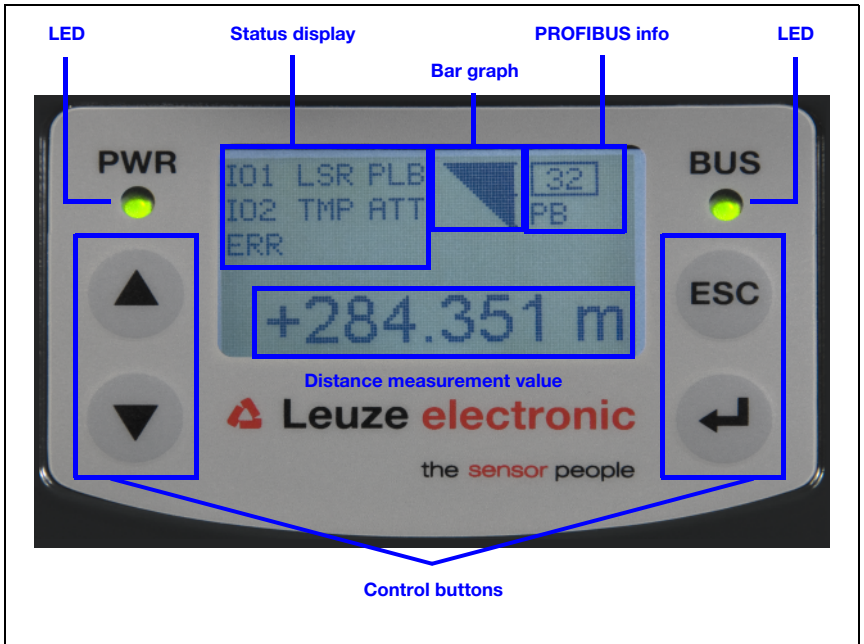 LED
Status display
PROFIBUS info
LED
Bar graph
PWR
BUS
IO1 LSR PLB
IO2 TMP ATT
ERR
32
PB
ESC
+284.351 m
Distance measurement value
Leuze electronic
the sensor people
Control buttons